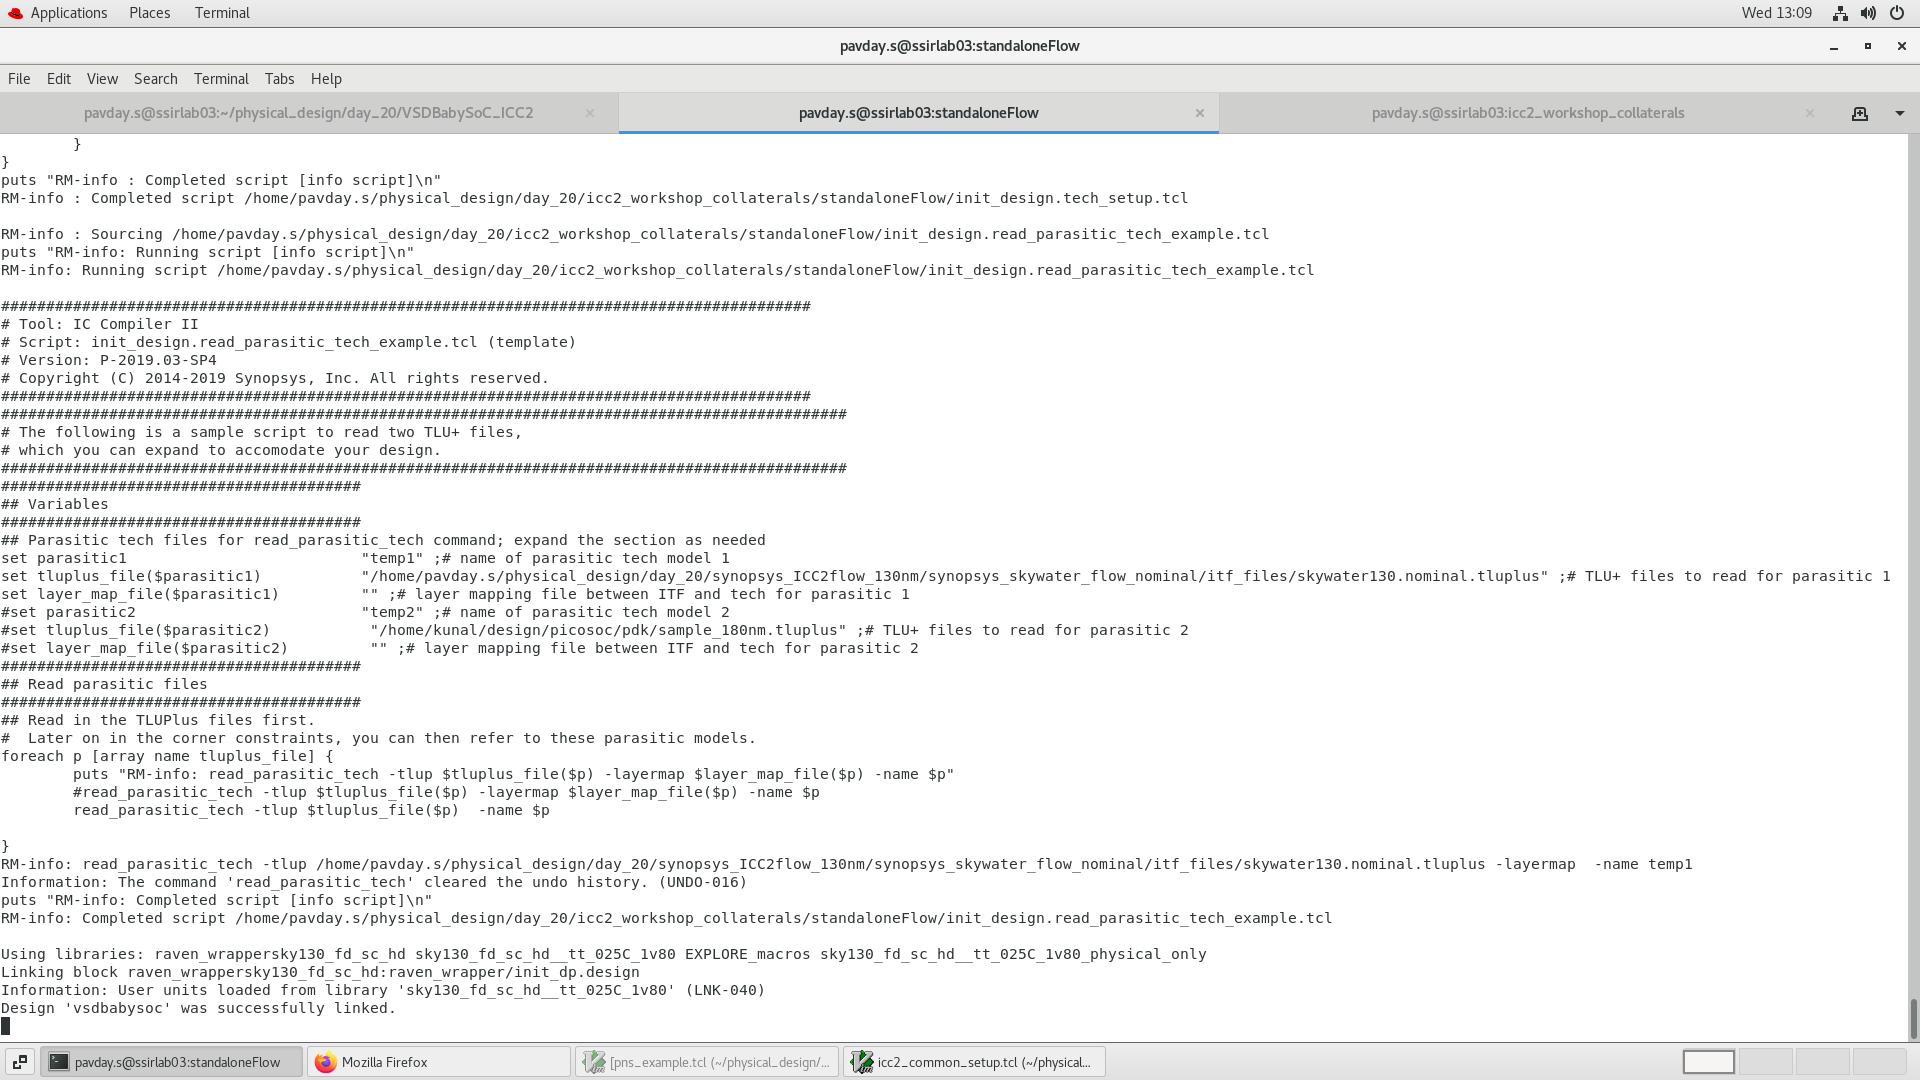 Applications Places Terminal Wed 13:09
pavday.s@ssirlab03:standaloneFlow
File Edit View Search Terminal Tabs Help
pavday.s@ssirlab03:~/physical_design/day_20/VSDBabySoC_ICC2 × pavday.s@ssirlab03:standaloneFlow × pavday.s@ssirlab03:icc2_workshop_collaterals ×
        }
}
puts "RM-info : Completed script [info script]\n"
RM-info : Completed script /home/pavday.s/physical_design/day_20/icc2_workshop_collaterals/standaloneFlow/init_design.tech_setup.tcl

RM-info : Sourcing /home/pavday.s/physical_design/day_20/icc2_workshop_collaterals/standaloneFlow/init_design.read_parasitic_tech_example.tcl
puts "RM-info: Running script [info script]\n"
RM-info: Running script /home/pavday.s/physical_design/day_20/icc2_workshop_collaterals/standaloneFlow/init_design.read_parasitic_tech_example.tcl

##########################################################################################
# Tool: IC Compiler II
# Script: init_design.read_parasitic_tech_example.tcl (template)
# Version: P-2019.03-SP4
# Copyright (C) 2014-2019 Synopsys, Inc. All rights reserved.
##########################################################################################
##############################################################################################
# The following is a sample script to read two TLU+ files,
# which you can expand to accomodate your design.
##############################################################################################
########################################
## Variables
########################################
## Parasitic tech files for read_parasitic_tech command; expand the section as needed
set parasitic1                          "temp1" ;# name of parasitic tech model 1
set tluplus_file($parasitic1)           "/home/pavday.s/physical_design/day_20/synopsys_ICC2flow_130nm/synopsys_skywater_flow_nominal/itf_files/skywater130.nominal.tluplus" ;# TLU+ files to read for parasitic 1
set layer_map_file($parasitic1)         "" ;# layer mapping file between ITF and tech for parasitic 1
#set parasitic2                         "temp2" ;# name of parasitic tech model 2
#set tluplus_file($parasitic2)           "/home/kunal/design/picosoc/pdk/sample_180nm.tluplus" ;# TLU+ files to read for parasitic 2
#set layer_map_file($parasitic2)         "" ;# layer mapping file between ITF and tech for parasitic 2
########################################
## Read parasitic files
########################################
## Read in the TLUPlus files first.
#  Later on in the corner constraints, you can then refer to these parasitic models.
foreach p [array name tluplus_file] {
        puts "RM-info: read_parasitic_tech -tlup $tluplus_file($p) -layermap $layer_map_file($p) -name $p"
        #read_parasitic_tech -tlup $tluplus_file($p) -layermap $layer_map_file($p) -name $p
        read_parasitic_tech -tlup $tluplus_file($p)  -name $p

}
RM-info: read_parasitic_tech -tlup /home/pavday.s/physical_design/day_20/synopsys_ICC2flow_130nm/synopsys_skywater_flow_nominal/itf_files/skywater130.nominal.tluplus -layermap  -name temp1
Information: The command 'read_parasitic_tech' cleared the undo history. (UNDO-016)
puts "RM-info: Completed script [info script]\n"
RM-info: Completed script /home/pavday.s/physical_design/day_20/icc2_workshop_collaterals/standaloneFlow/init_design.read_parasitic_tech_example.tcl

Using libraries: raven_wrappersky130_fd_sc_hd sky130_fd_sc_hd__tt_025C_1v80 EXPLORE_macros sky130_fd_sc_hd__tt_025C_1v80_physical_only
Linking block raven_wrappersky130_fd_sc_hd:raven_wrapper/init_dp.design
Information: User units loaded from library 'sky130_fd_sc_hd__tt_025C_1v80' (LNK-040)
Design 'vsdbabysoc' was successfully linked.
pavday.s@ssirlab03:standaloneFlow Mozilla Firefox [pns_example.tcl (~/physical_design/... icc2_common_setup.tcl (~/physical...